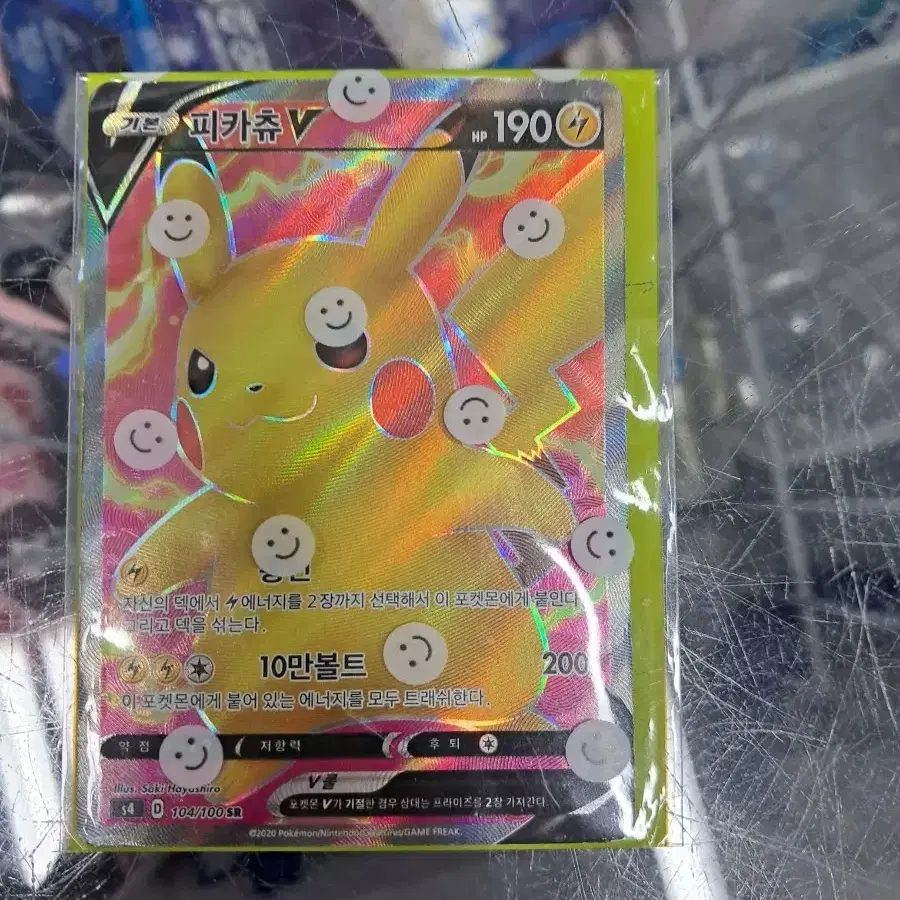 기본 피카츄 V HP 190
자신의 덱에서 에너지를 2장까지 선택해서 이 포켓몬에게 붙인다
그리고 덱을 섞는다.
10만볼트 200
이 포켓몬에게 붙어 있는 에너지를 모두 트래쉬한다.
약점 저항력 후퇴
Illus. Saki Hayashiro
V룰
포켓몬 V가 기절한 경우 상대는 프라이즈를 2장 가져간다.
s4 D 104/100 SR
©2020 Pokémon/Nintendo/Creatures/GAME FREAK.